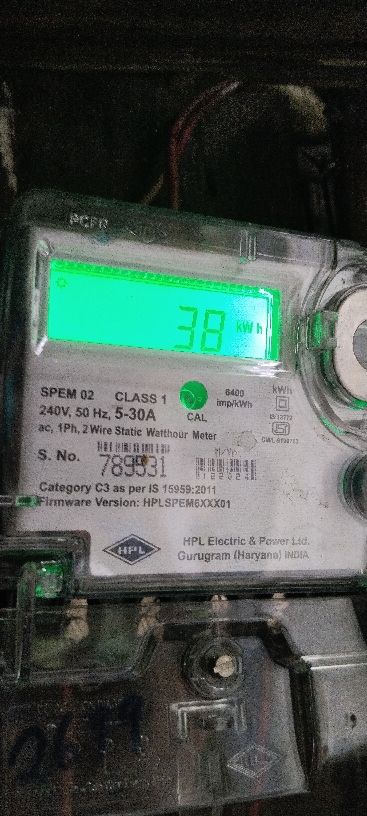 38 kWh
SPEM 02 CLASS 1 6400 kWh
240V, 50 Hz, 5-30A CAL imp/kWh
ac, 1Ph, 2 Wire Static Watthour Meter
S. No. 789931
Category C3 as per IS 15959:2011
Firmware Version: HPLSPEM6XXX01
HPL HPL Electric & Power Ltd.
Gurugram (Haryana) INDIA
HPL